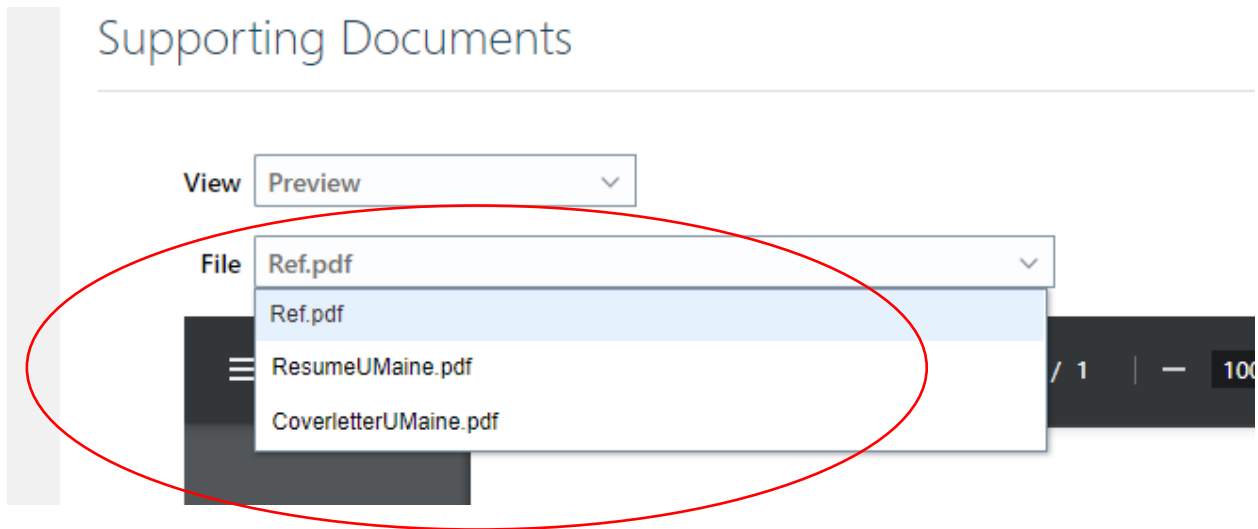 Supporting Documents
View Preview
File Ref.pdf
Ref.pdf
ResumeUMaine.pdf
/ 1 100
CoverletterUMaine.pdf